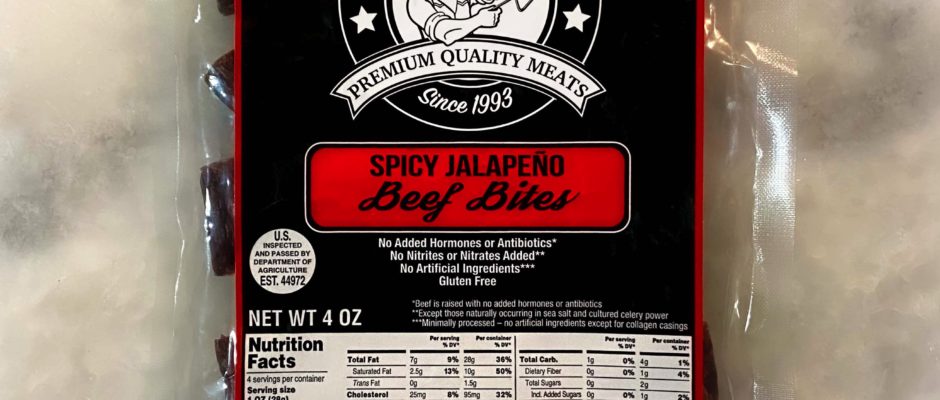 PREMIUM QUALITY MEATS
Since 1993
SPICY JALAPEÑO
Beef Bites
U.S.
INSPECTED
AND PASSED BY
DEPARTMENT OF
AGRICULTURE
EST. 44972
No Added Hormones or Antibiotics*
No Nitrites or Nitrates Added**
No Artificial Ingredients***
Gluten Free
*Beef is raised with no added hormones or antibiotics
**Except those naturally occurring in sea salt and cultured celery power
***Minimally processed – no artificial ingredients except for collagen casings
NET WT 4 OZ
Nutrition
Facts
4 servings per container
Serving size
1 OZ (28g)
Per serving Per container Per serving Per container
% DV* % DV* % DV* % DV*
Total Fat 7g 9% 28g 36% Total Carb. 1g 0% 4g 1%
Saturated Fat 2.5g 13% 10g 50% Dietary Fiber 0g 0% 1g 4%
Trans Fat 0g 1.5g Total Sugars 0g 2g
Cholesterol 25mg 8% 95mg 32% Incl. Added Sugars 0g 0% 1g 2%